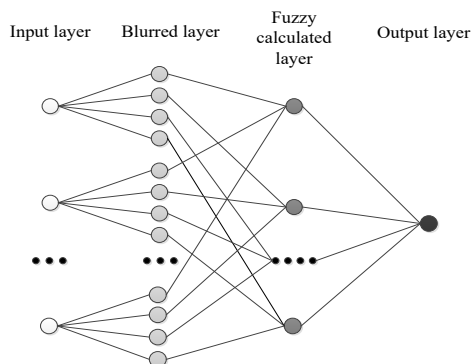 Input layer
Blurred layer
Fuzzy
calculated
layer
Output layer